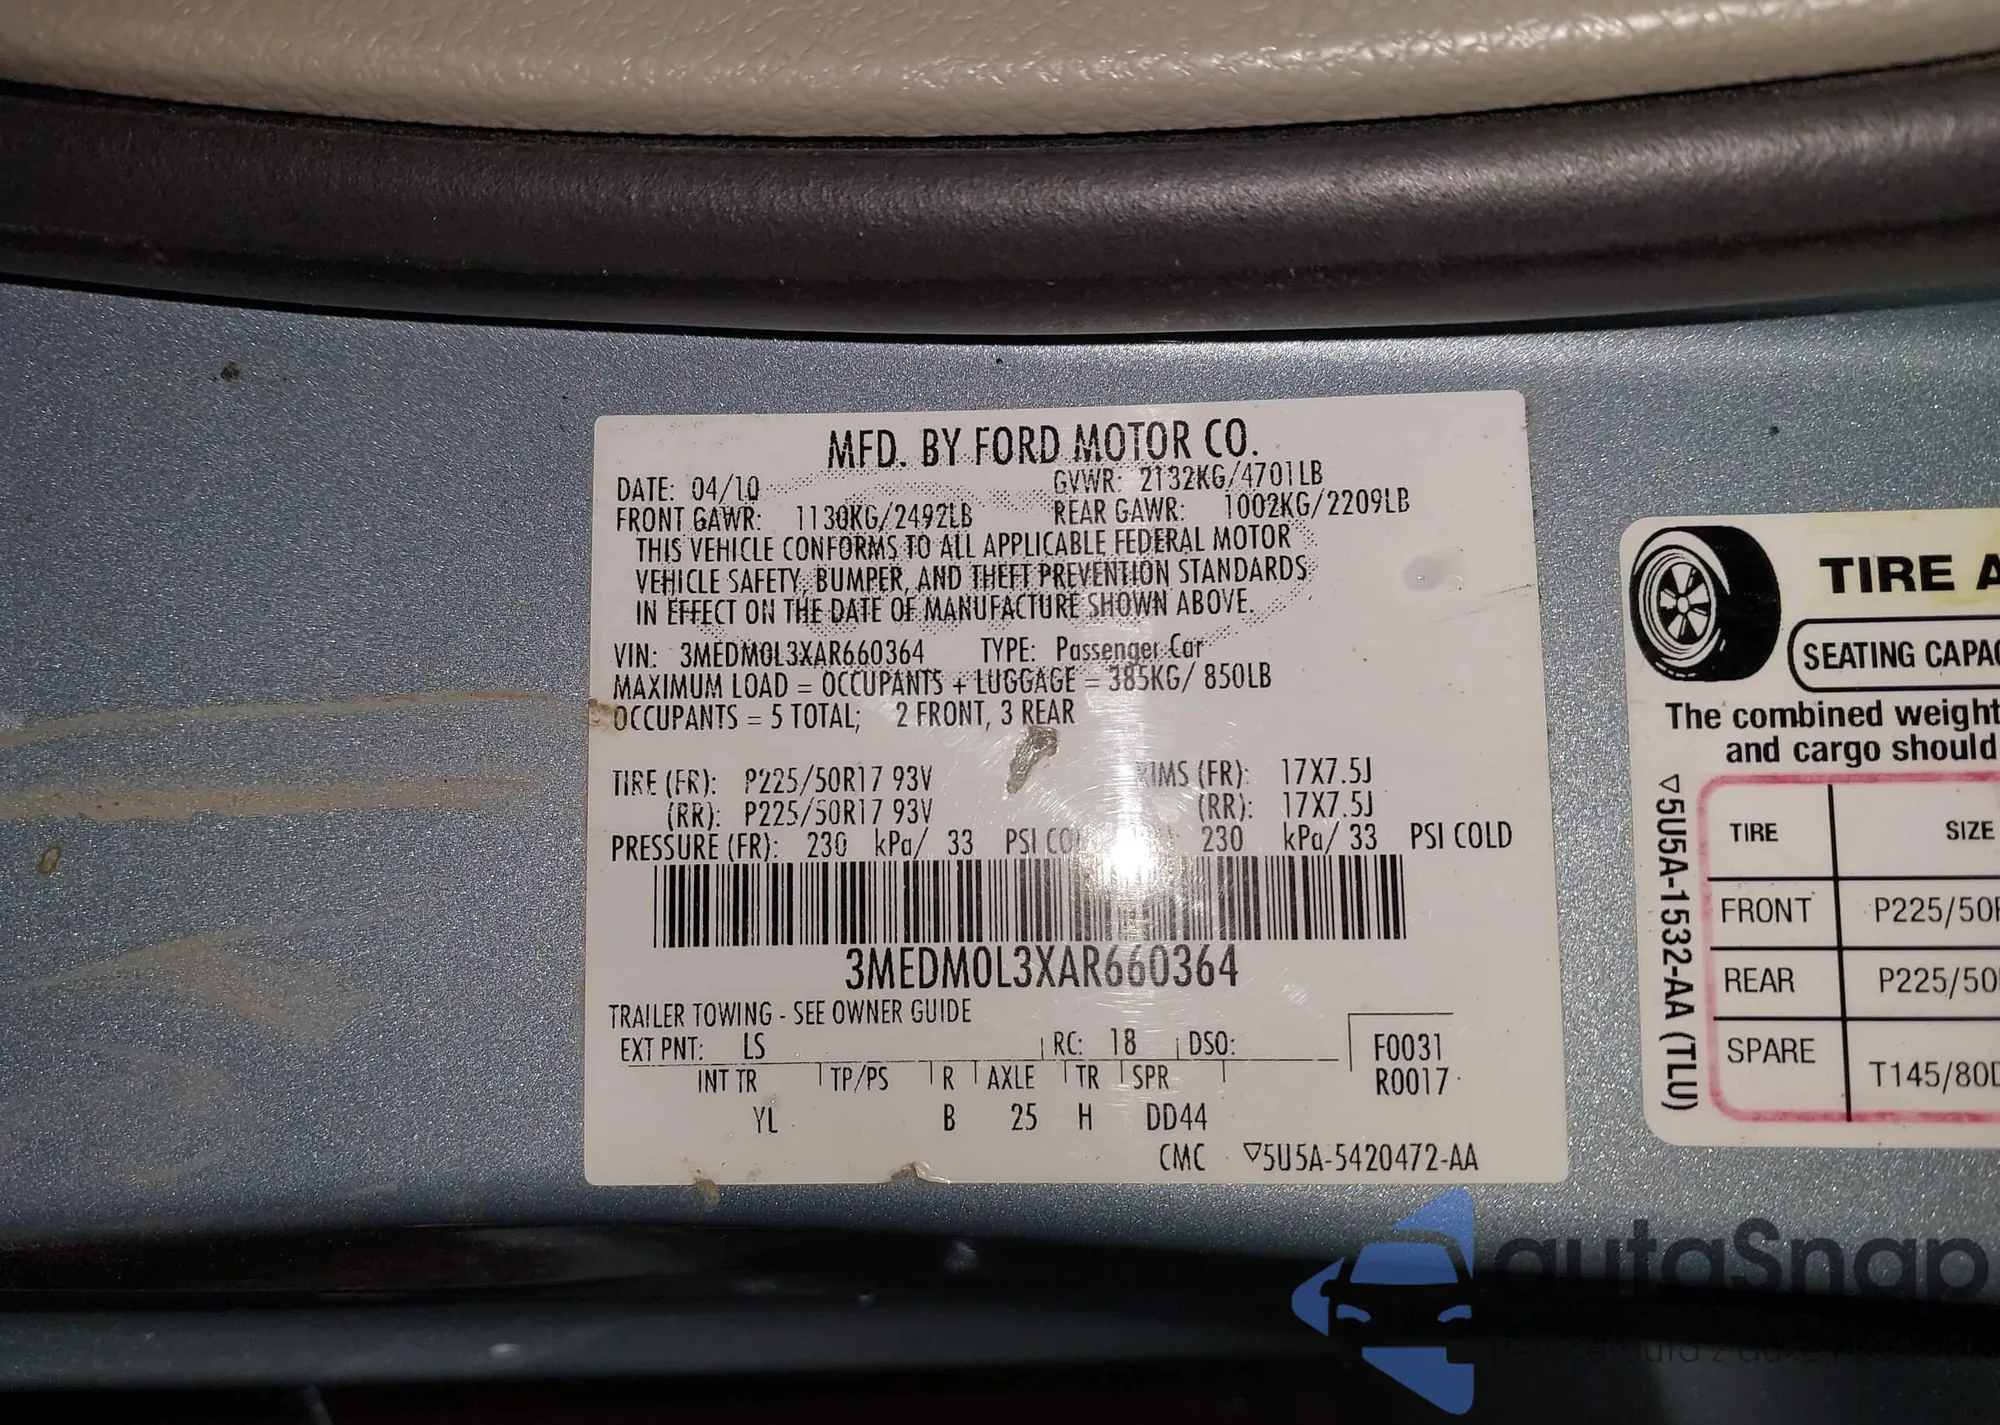 MFD. BY FORD MOTOR CO.
DATE: 04/10 GVWR: 2132KG/4701LB
FRONT GAWR: 1130KG/2492LB REAR GAWR: 1002KG/2209LB
THIS VEHICLE CONFORMS TO ALL APPLICABLE FEDERAL MOTOR
VEHICLE SAFETY, BUMPER, AND THEFT PREVENTION STANDARDS
IN EFFECT ON THE DATE OF MANUFACTURE SHOWN ABOVE.
VIN: 3MEDM0L3XAR660364 TYPE: Passenger Car
MAXIMUM LOAD = OCCUPANTS + LUGGAGE = 385KG/ 850LB
OCCUPANTS = 5 TOTAL; 2 FRONT, 3 REAR
TIRE (FR): P225/50R17 93V RIMS (FR): 17X7.5J
(RR): P225/50R17 93V (RR): 17X7.5J
PRESSURE (FR): 230 kPa/ 33 PSI COLD 230 kPa/ 33 PSI COLD
3MEDM0L3XAR660364
TRAILER TOWING - SEE OWNER GUIDE
EXT PNT: LS RC: 18 DSO: F0031
INT TR TP/PS R AXLE TR SPR R0017
YL B 25 H DD44
CMC ▽5U5A-5420472-AA
TIRE A
SEATING CAPAC
The combined weight
and cargo should
▽5U5A-1532-AA (TLU)
TIRE SIZE
FRONT P225/50R
REAR P225/50
SPARE T145/80D
autoSnap